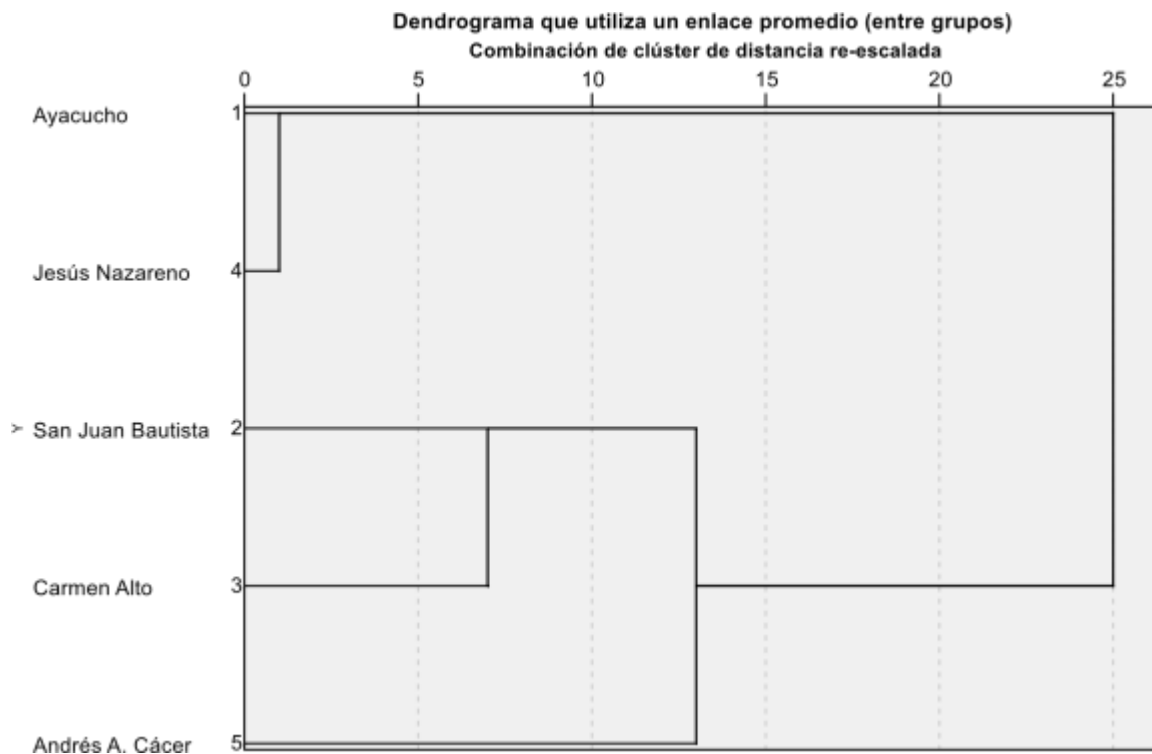 Dendrograma que utiliza un enlace promedio (entre grupos)
Combinación de clúster de distancia re-escalada
0 5 10 15 20 25
Ayacucho 1
Jesús Nazareno 4
Y San Juan Bautista 2
Carmen Alto 3
Andrés A. Cácer 5